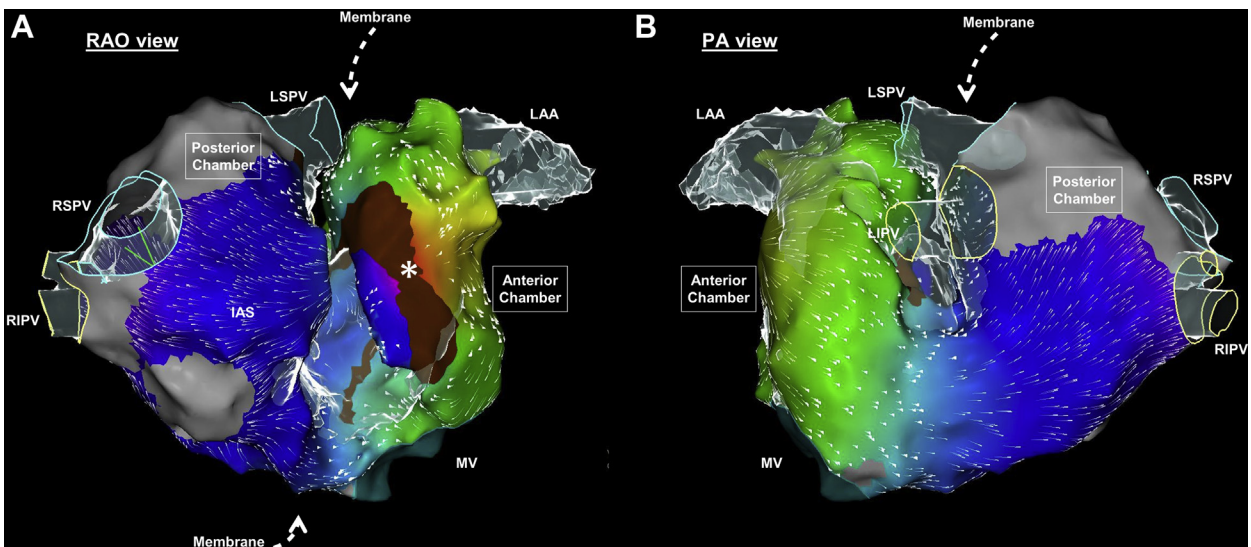 A
RAO view
Membrane
LSPV
LAA
Posterior
Chamber
RSPV
*
Anterior
Chamber
RIPV
IAS
MV
Membrane
B
PA view
Membrane
LSPV
LAA
RSPV
Posterior
Chamber
LIPV
Anterior
Chamber
RIPV
MV